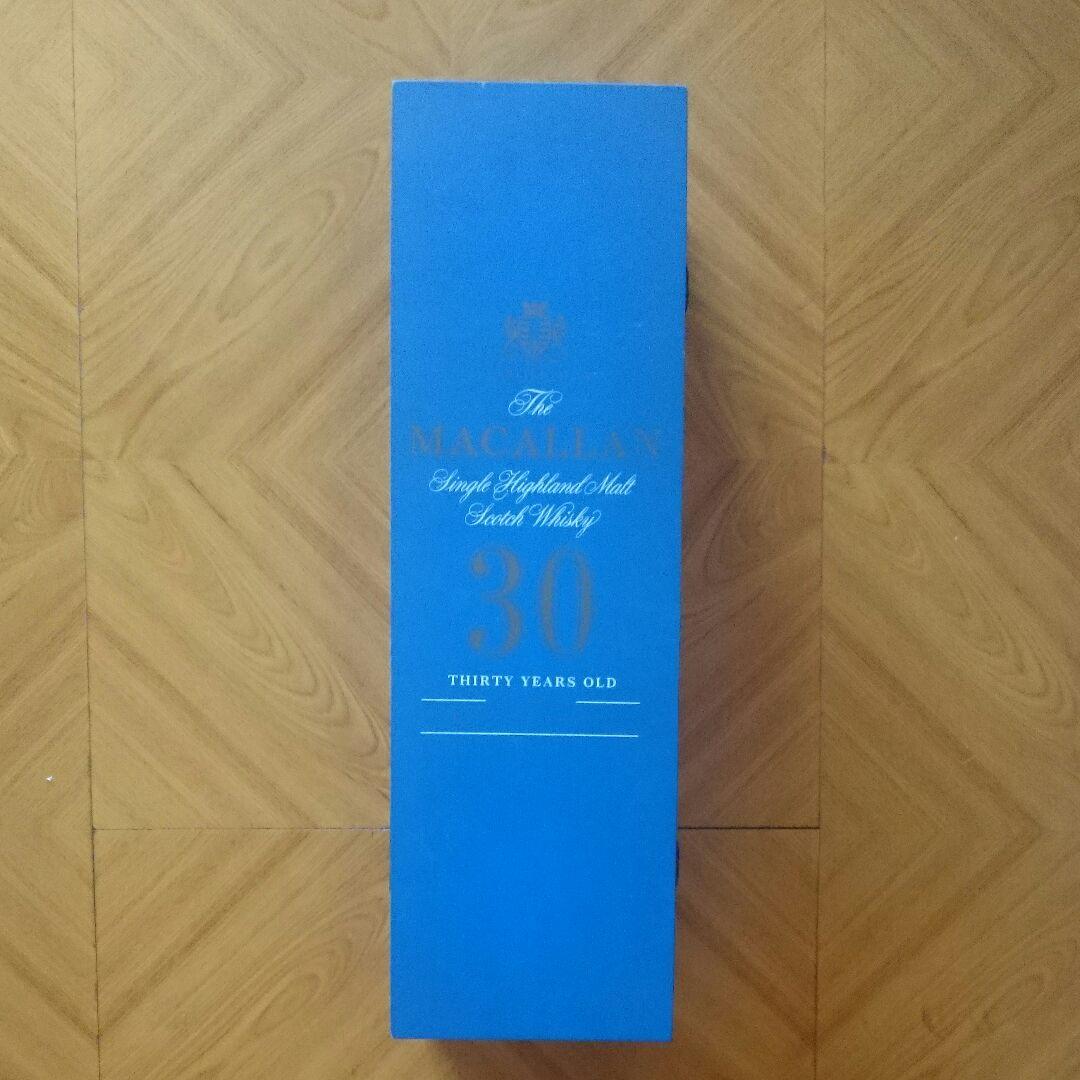 The
MACALLAN
Single Highland Malt
Scotch Whisky
30
THIRTY YEARS OLD